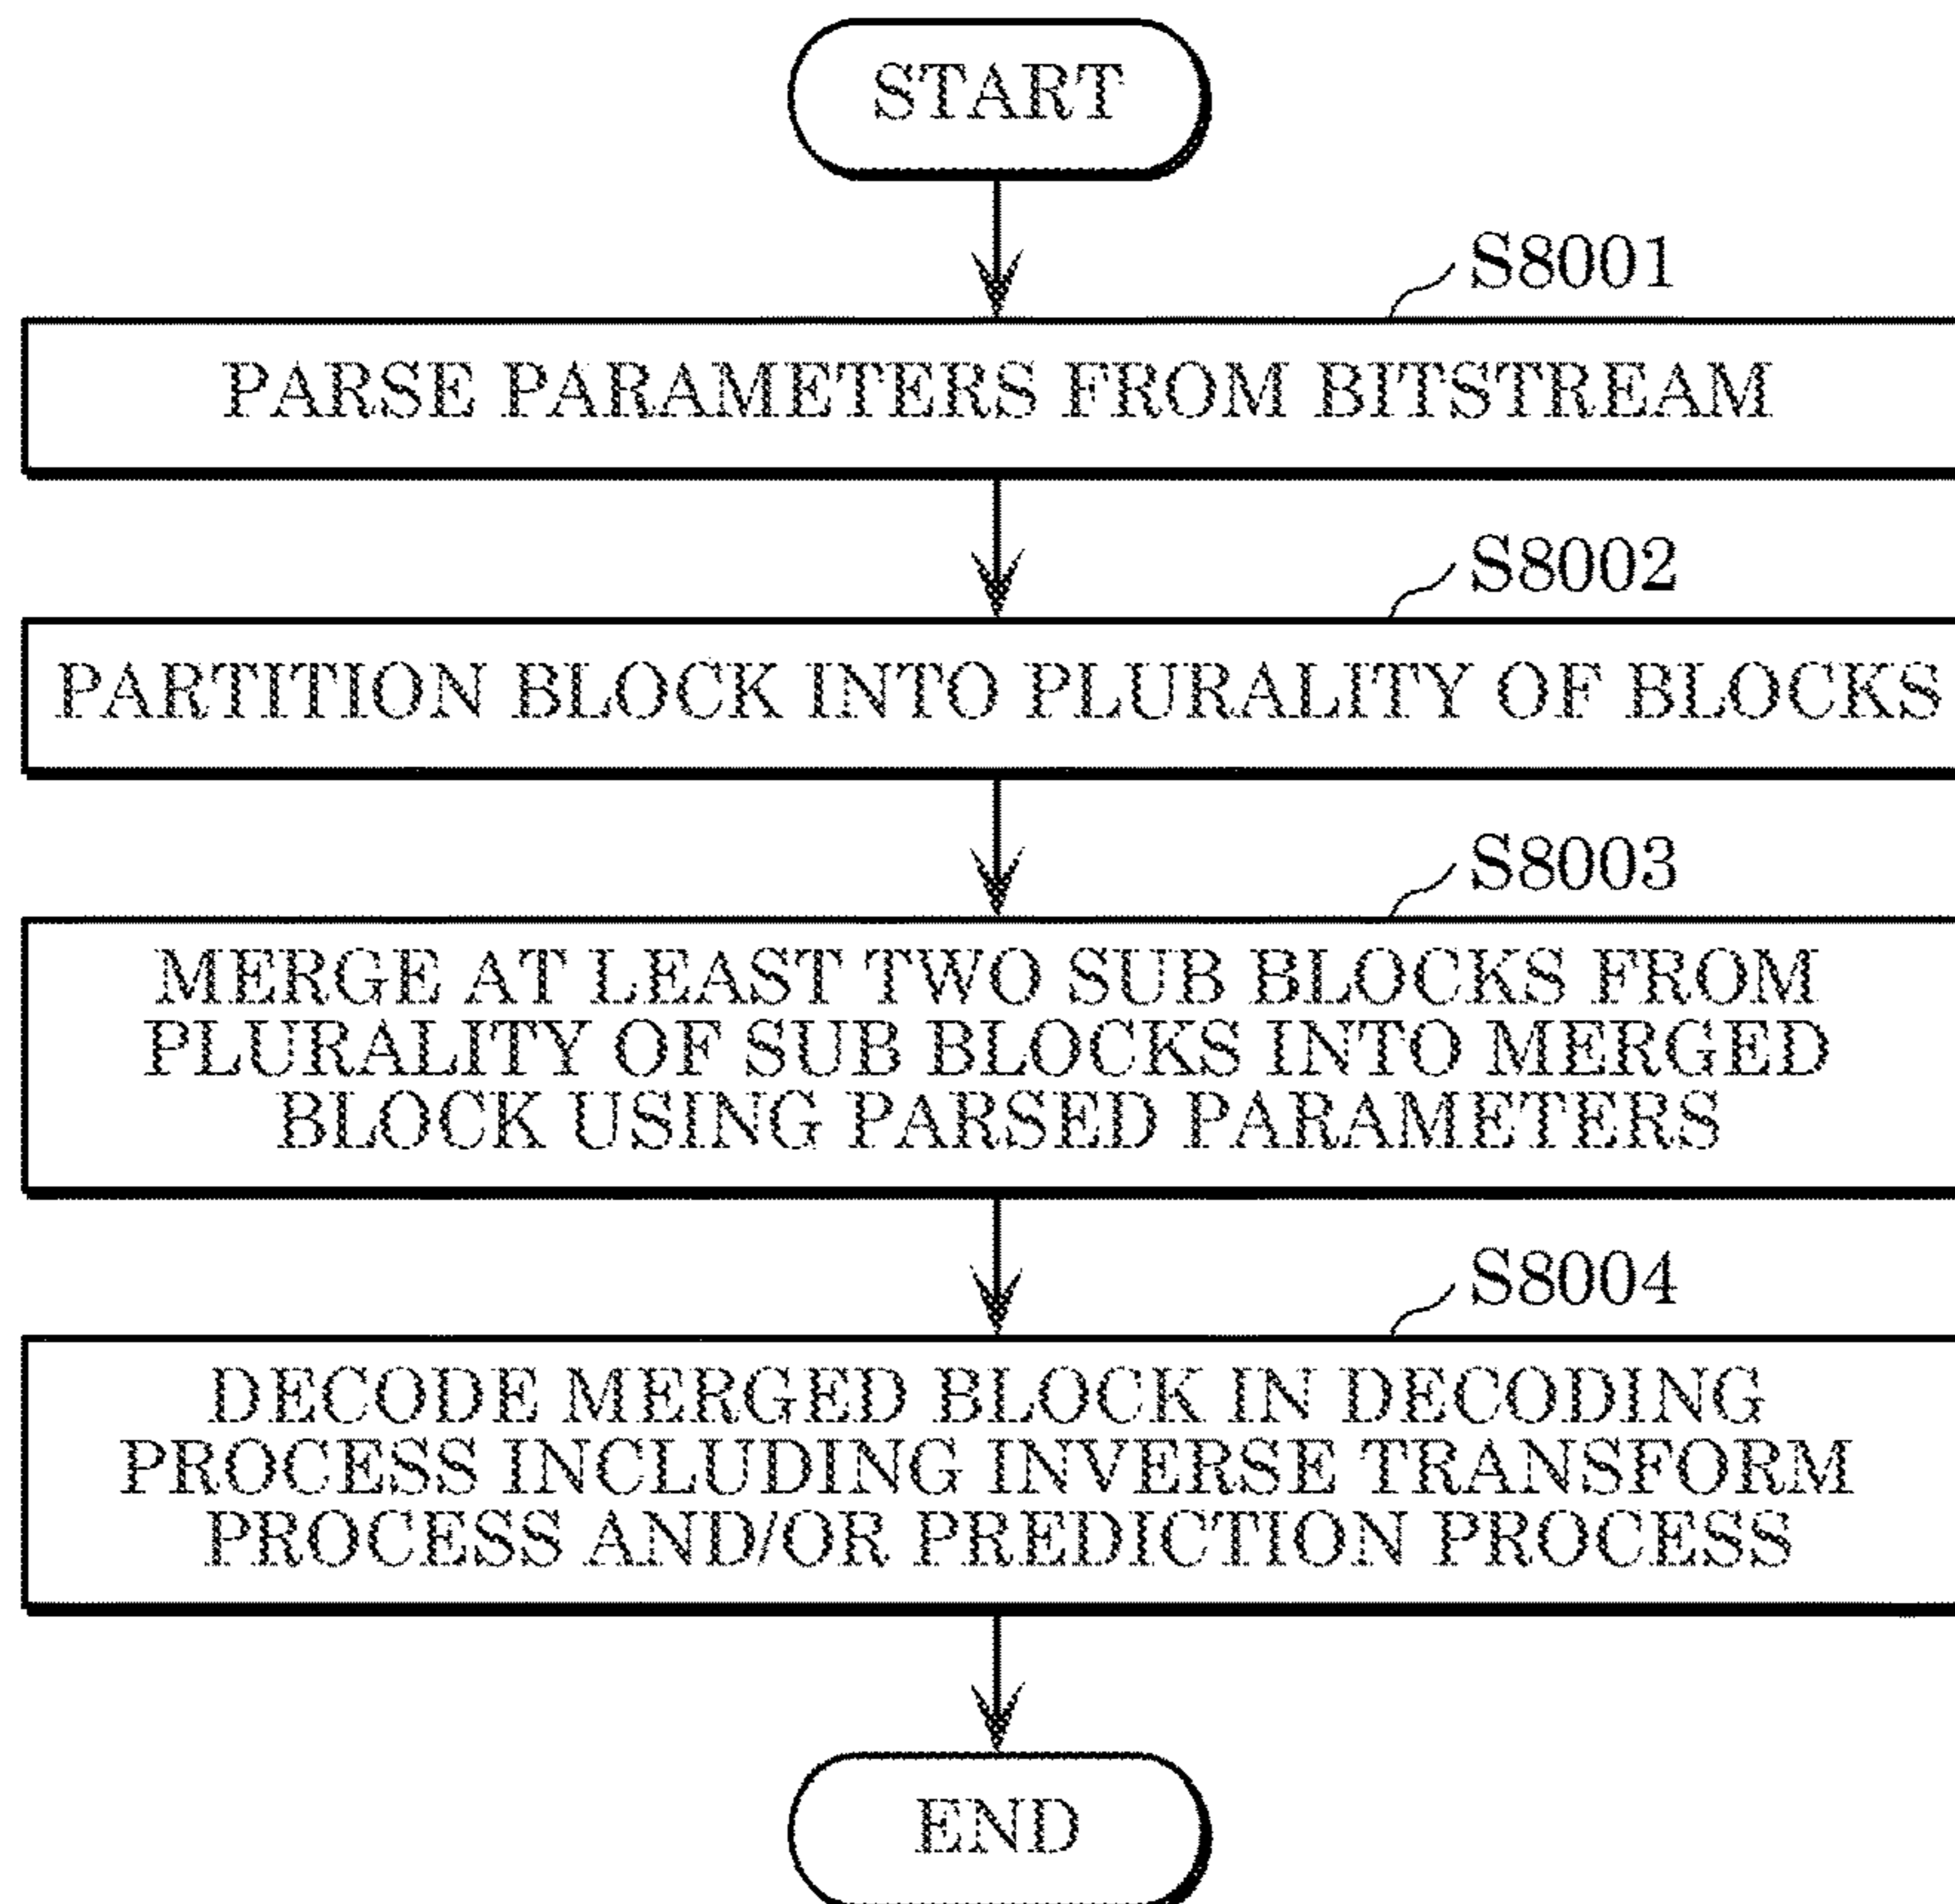 START
S8001
PARSE PARAMETERS FROM BITSTREAM
S8002
PARTITION BLOCK INTO PLURALITY OF BLOCKS
S8003
MERGE AT LEAST TWO SUB BLOCKS FROM
PLURALITY OF SUB BLOCKS INTO MERGED
BLOCK USING PARSED PARAMETERS
S8004
DECODE MERGED BLOCK IN DECODING
PROCESS INCLUDING INVERSE TRANSFORM
PROCESS AND/OR PREDICTION PROCESS
END